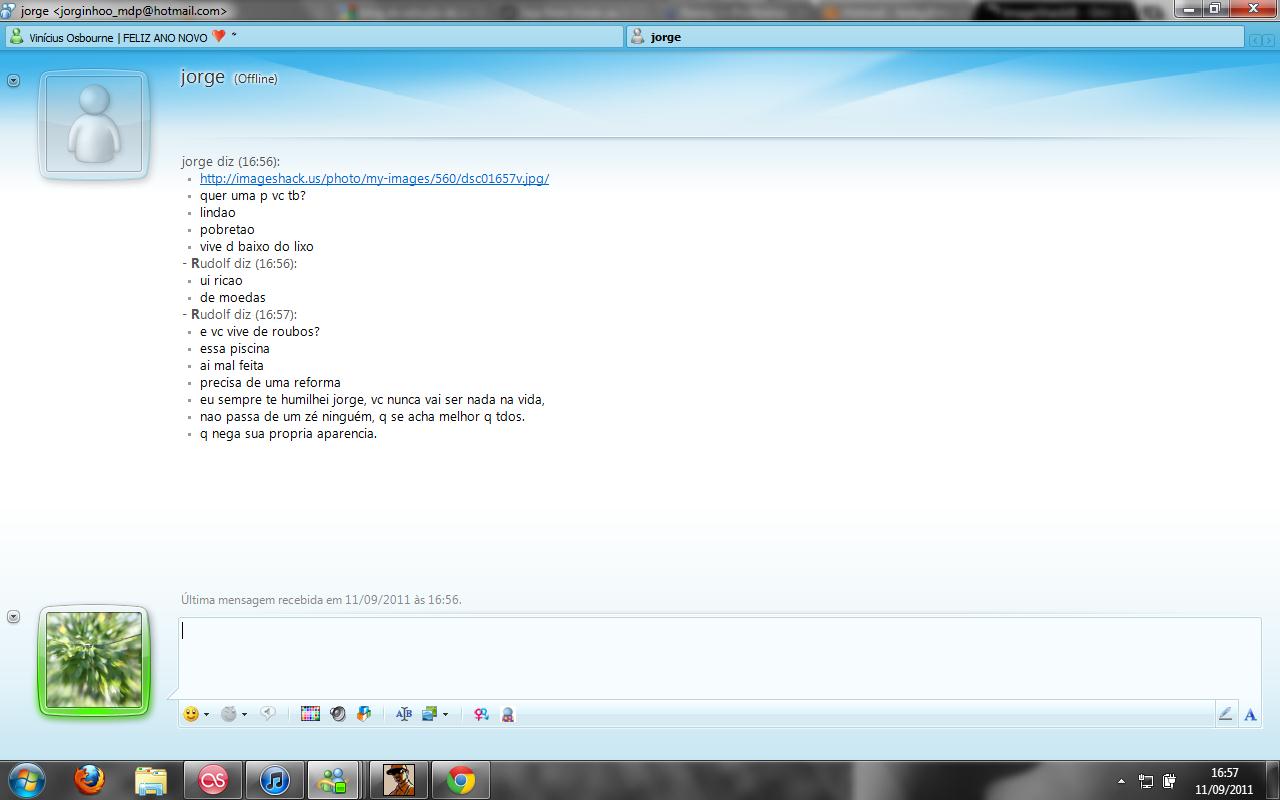 jorge <jorginhoo_mdp@hotmail.com>
Vinícius Osbourne | FELIZ ANO NOVO ❤ ~
jorge
jorge (Offline)
jorge diz (16:56):
http://imageshack.us/photo/my-images/560/dsc01657v.jpg/
quer uma p vc tb?
lindao
pobretao
vive d baixo do lixo
- Rudolf diz (16:56):
ui ricao
de moedas
- Rudolf diz (16:57):
e vc vive de roubos?
essa piscina
ai mal feita
precisa de uma reforma
eu sempre te humilhei jorge, vc nunca vai ser nada na vida,
nao passa de um zé ninguém, q se acha melhor q tdos.
q nega sua propria aparencia.
Última mensagem recebida em 11/09/2011 às 16:56.
16:57
11/09/2011